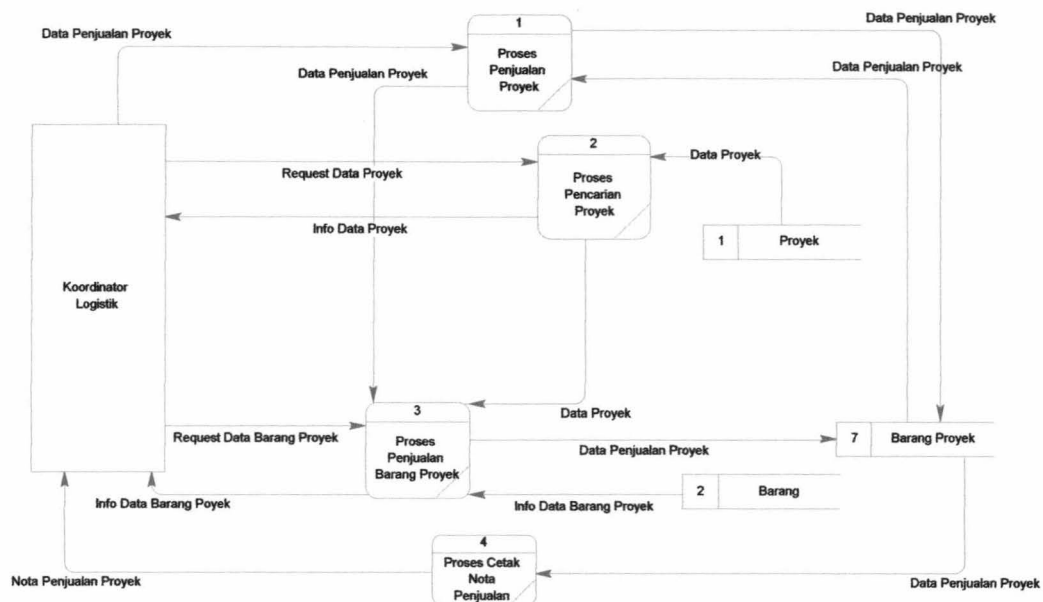 1
Data Penjualan Proyek
Data Penjualan Proyek
Proses
Penjualan
Proyek
Data Penjualan Proyek
Data Penjualan Proyek
2
Proses
Pencarian
Proyek
Data Proyek
Request Data Proyek
Info Data Proyek
1
Proyek
Koordinator
Logistik
3
Proses
Penjualan
Barang Proyek
Data Proyek
Request Data Barang Proyek
Data Penjualan Proyek
7
Barang Proyek
Info Data Barang Poyek
Info Data Barang Proyek
2
Barang
4
Proses Cetak
Nota
Penjualan
Nota Penjualan Proyek
Data Penjualan Proyek